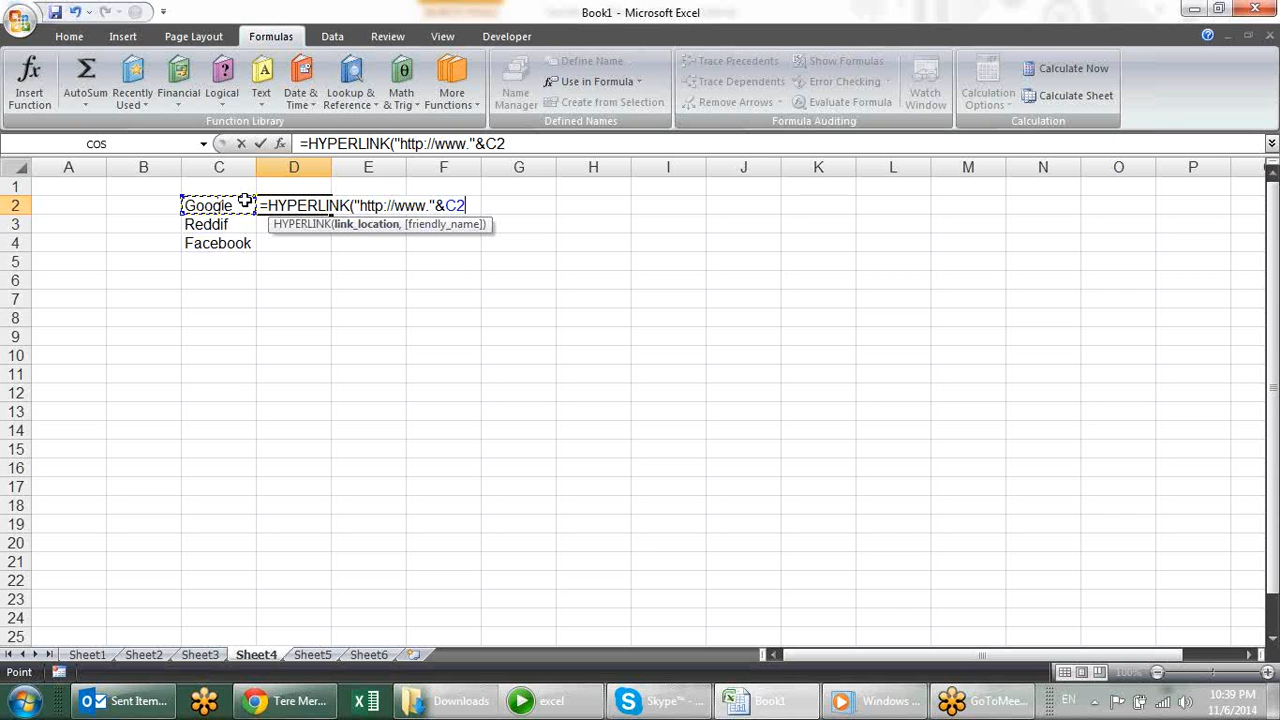 Book1 - Microsoft Excel
Home Insert Page Layout Formulas Data Review View Developer
Insert Function
AutoSum
Recently Used
Financial
Logical
Text
Date & Time
Lookup & Reference
Math & Trig
More Functions
Function Library
Name Manager
Define Name
Use in Formula
Create from Selection
Defined Names
Trace Precedents
Trace Dependents
Remove Arrows
Show Formulas
Error Checking
Evaluate Formula
Watch Window
Formula Auditing
Calculation Options
Calculate Now
Calculate Sheet
Calculation
COS =HYPERLINK("http://www."&C2
A B C D E F G H I J K L M N O P
1
2 Google =HYPERLINK("http://www."&C2
3 Reddif HYPERLINK(link_location, [friendly_name])
4 Facebook
5
6
7
8
9
10
11
12
13
14
15
16
17
18
19
20
21
22
23
24
25
Sheet1 Sheet2 Sheet3 Sheet4 Sheet5 Sheet6
Point 100%
Sent Item... Tere Mer... Downloads excel Skype™ - ... Book1 Windows ... GoToMee... EN 10:39 PM
11/6/2014